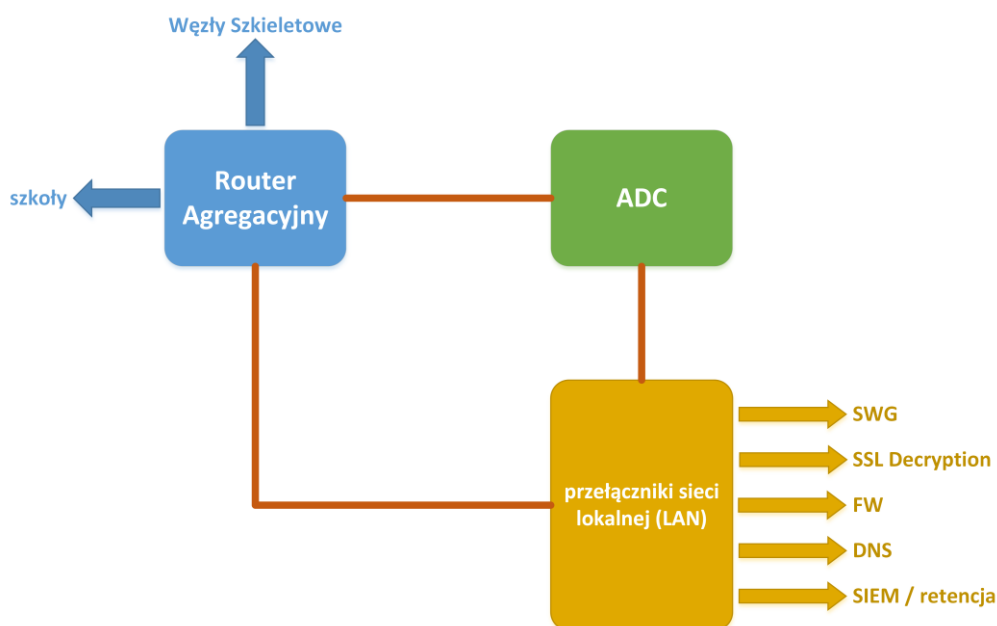 Węzły Szkieletowe
szkoły
Router
Agregacyjny
ADC
przełączniki sieci
lokalnej (LAN)
SWG
SSL Decryption
FW
DNS
SIEM / retencja